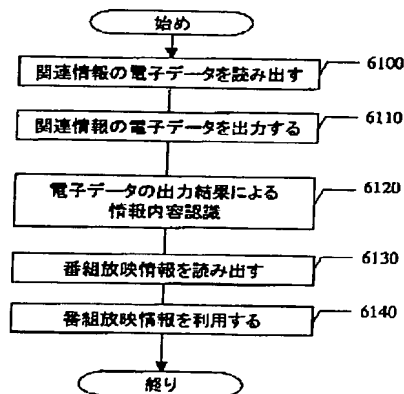 始め
関連情報の電子データを読み出す
6100
関連情報の電子データを出力する
6110
電子データの出力結果による
情報内容認識
6120
番組放映情報を読み出す
6130
番組放映情報を利用する
6140
終り